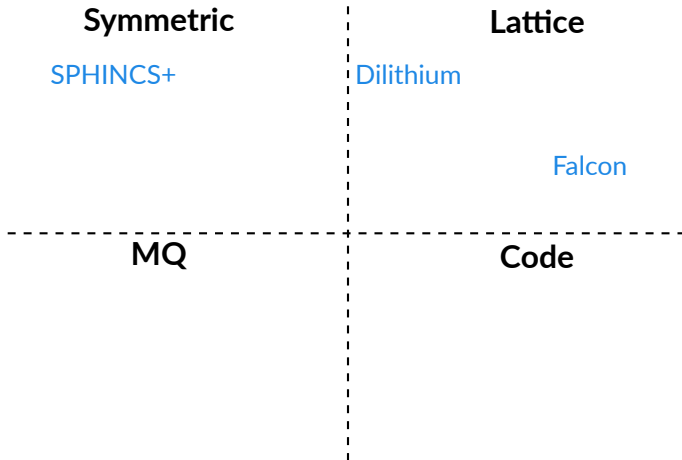 Symmetric
Lattice
SPHINCS+
Dilithium
Falcon
MQ
Code